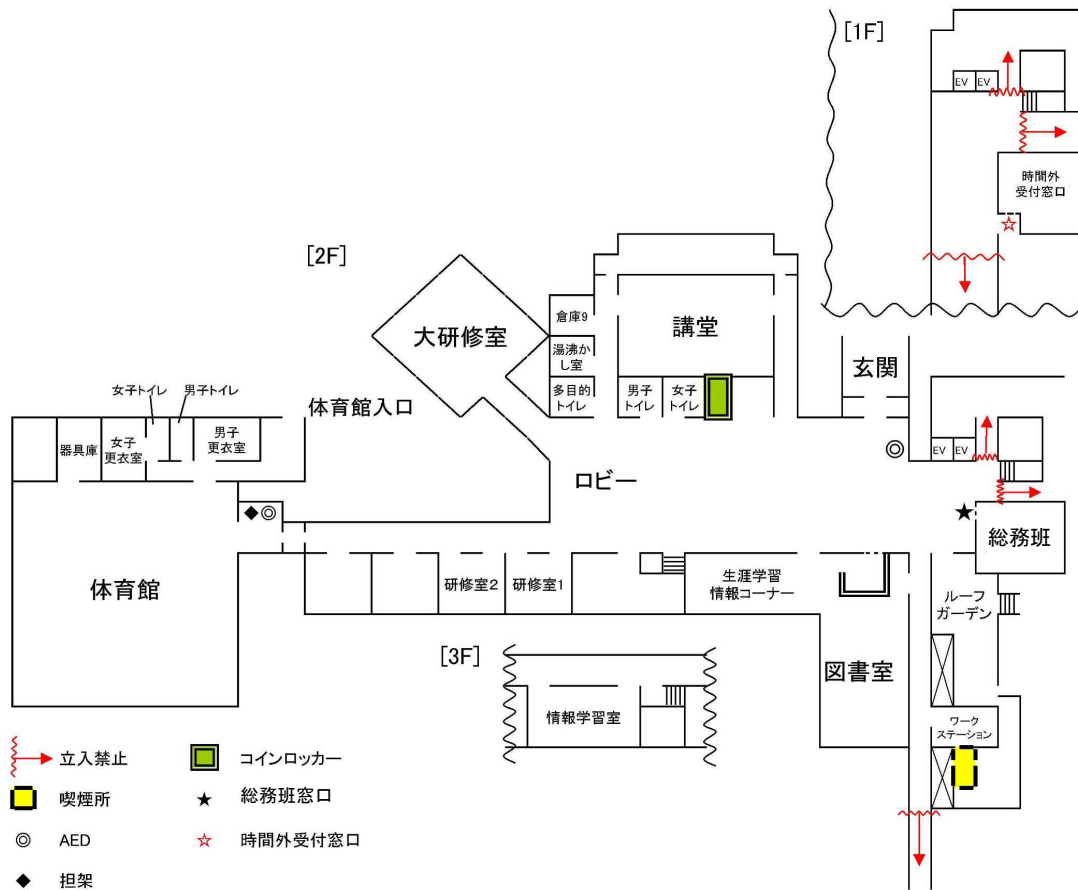 [1F]
EV EV
時間外
受付窓口
[2F]
大研修室
倉庫9
湯沸か
し室
多目的
トイレ
講堂
男子
トイレ
女子
トイレ
玄関
女子トイレ
男子トイレ
体育館入口
器具庫
女子
更衣室
男子
更衣室
EV EV
ロビー
総務班
体育館
研修室2
研修室1
生涯学習
情報コーナー
ルーフ
ガーデン
図書室
[3F]
情報学習室
ワーク
ステーション
立入禁止
コインロッカー
喫煙所
総務班窓口
AED
時間外受付窓口
担架